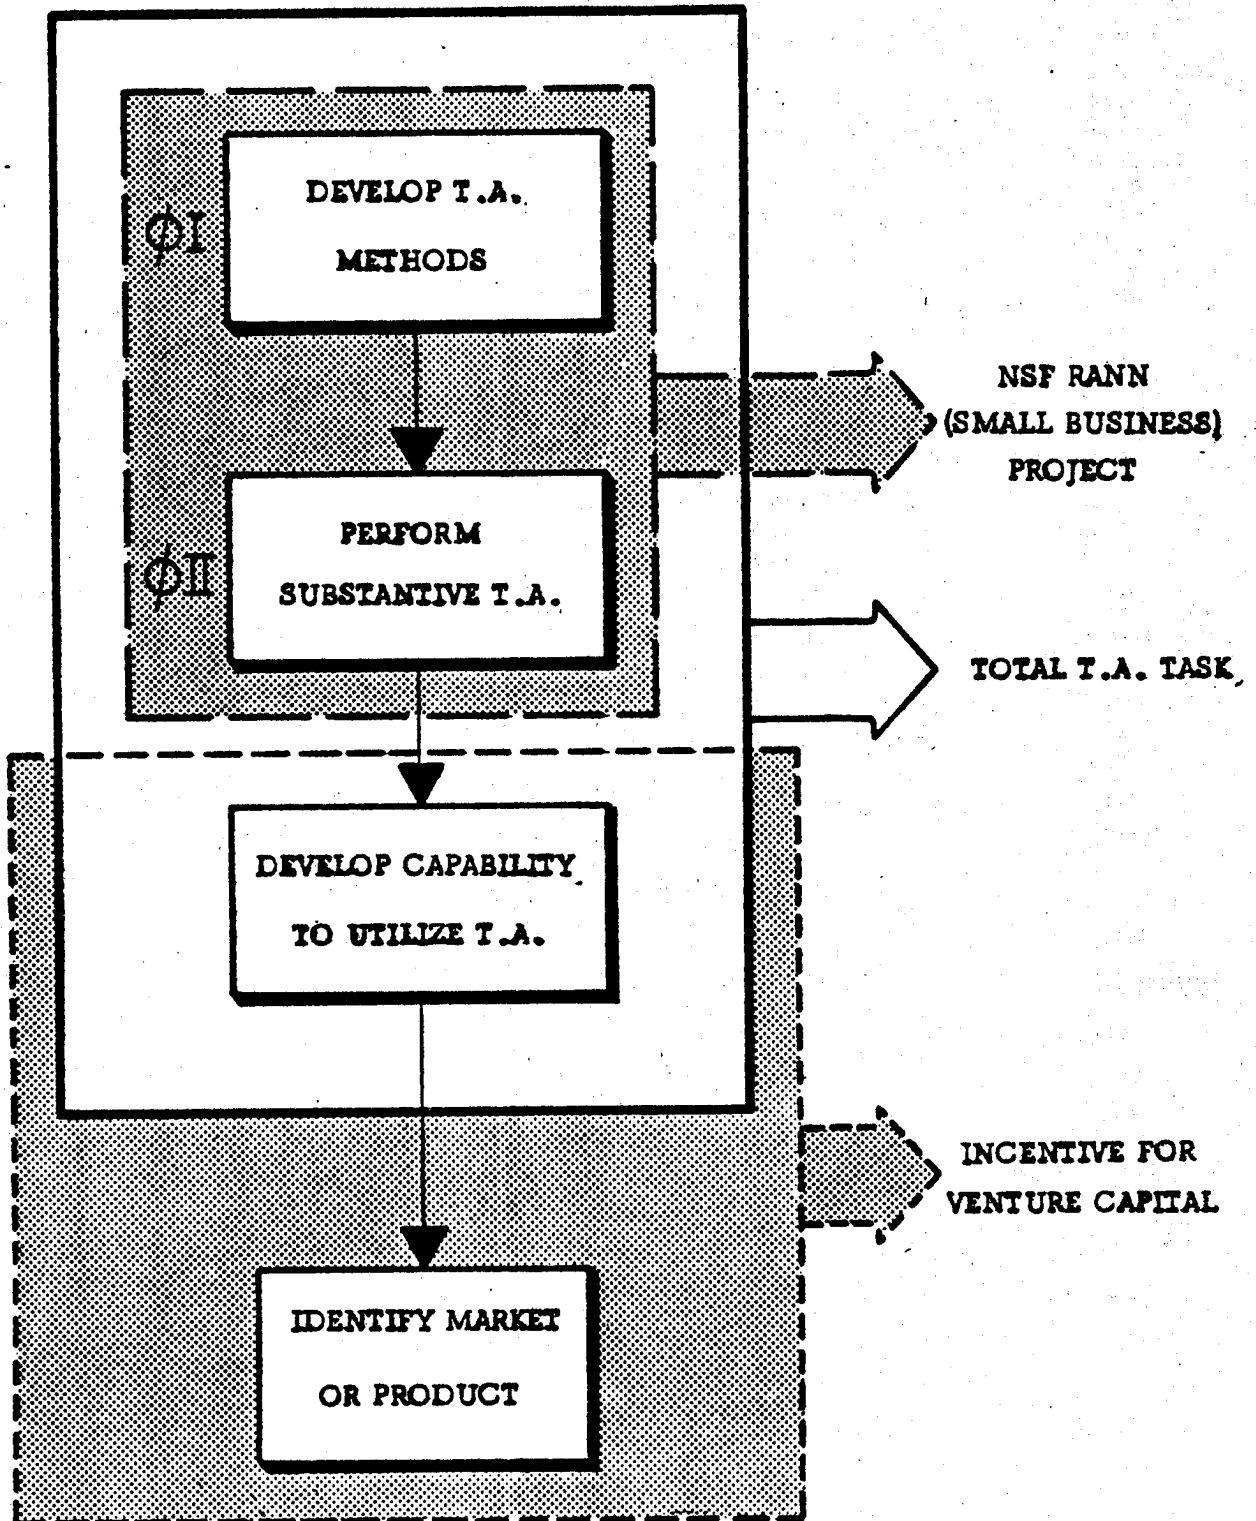 DEVELOP T.A.
METHODS
ϕI
NSF RANN
(SMALL BUSINESS)
PROJECT
PERFORM
SUBSTANTIVE T.A.
ϕII
TOTAL T.A. TASK
DEVELOP CAPABILITY
TO UTILIZE T.A.
INCENTIVE FOR
VENTURE CAPITAL
IDENTIFY MARKET
OR PRODUCT